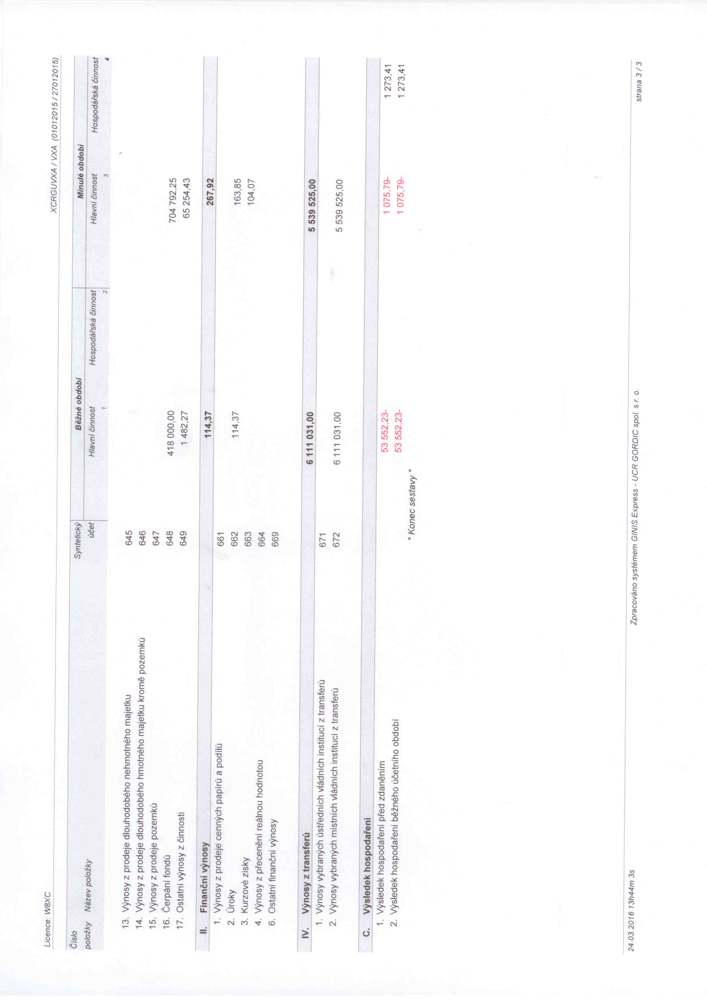 Licence: W8XC
XCRGUVXA / VXA (01012015 / 27012015)
Číslo Syntetický Běžné období Minulé období
položky Název položky účet Hlavní činnost Hospodářská činnost Hlavní činnost Hospodářská činnost
1 2 3 4
13. Výnosy z prodeje dlouhodobého nehmotného majetku 645
14. Výnosy z prodeje dlouhodobého hmotného majetku kromě pozemků 646
15. Výnosy z prodeje pozemků 647
16. Čerpání fondů 648 418 000,00 704 792,25
17. Ostatní výnosy z činnosti 649 1 482,27 65 254,43
II. Finanční výnosy 114,37 267,92
1. Výnosy z prodeje cenných papírů a podílů 661
2. Úroky 662 114,37 163,85
3. Kurzové zisky 663 104,07
4. Výnosy z přecenění reálnou hodnotou 664
6. Ostatní finanční výnosy 669
IV. Výnosy z transferů 6 111 031,00 5 539 525,00
1. Výnosy vybraných ústředních vládních institucí z transferů 671
2. Výnosy vybraných místních vládních institucí z transferů 672 6 111 031,00 5 539 525,00
C. Výsledek hospodaření
1. Výsledek hospodaření před zdaněním 53 552,23- 1 075,79- 1 273,41
2. Výsledek hospodaření běžného účetního období 53 552,23- 1 075,79- 1 273,41
* Konec sestavy *
24.03.2016 13h44m 3s Zpracováno systémem GINIS Express - UCR GORDIC spol. s r. o. strana 3 / 3